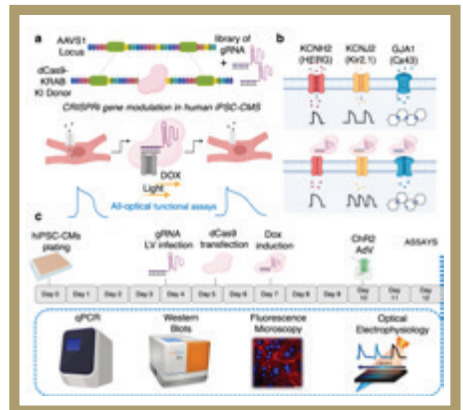 a
AAVS1
Locus
library of
gRNA
+
dCas9-
KRAB
KI Donor
CRISPRi gene modulation in human iPSC-CMS
DOX
Light
All-optical functional assays
b
KCNH2
(HERG)
KCNJ2
(Kir2.1)
GJA1
(Cx43)
c
hiPSC-CMs
plating
gRNA
LV infection
dCas9
transfection
Dox
induction
ChR2
AdV
ASSAYS
Day 0
Day 1
Day 2
Day 3
Day 4
Day 5
Day 6
Day 7
Day 8
Day 9
Day
10
Day
11
Day
12
qPCR
Western
Blots
Fluorescence
Microscopy
Optical
Electrophysiology